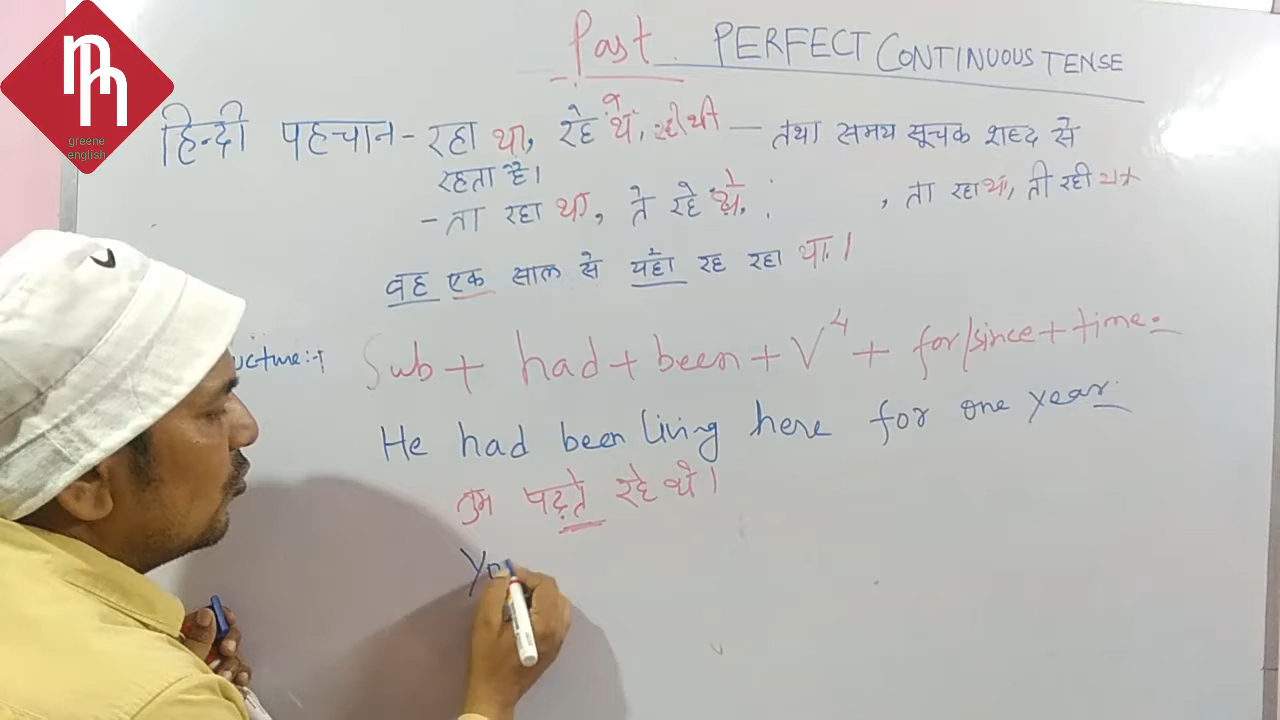 greene
english
Past PERFECT CONTINUOUS TENSE
हिन्दी पहचान - रहा था, रहे थे, रही थी — तथा समय सूचक शब्द से
रहता है।
- ता रहा था, ते रहे थे, , ता रहा था, ती रही
वह एक साल से यहाँ रह रहा था।
ucture:- Sub + had + been + V⁴ + for/since + time.
He had been living here for one year.
तुम पढ़ते रहे थे।
Yo